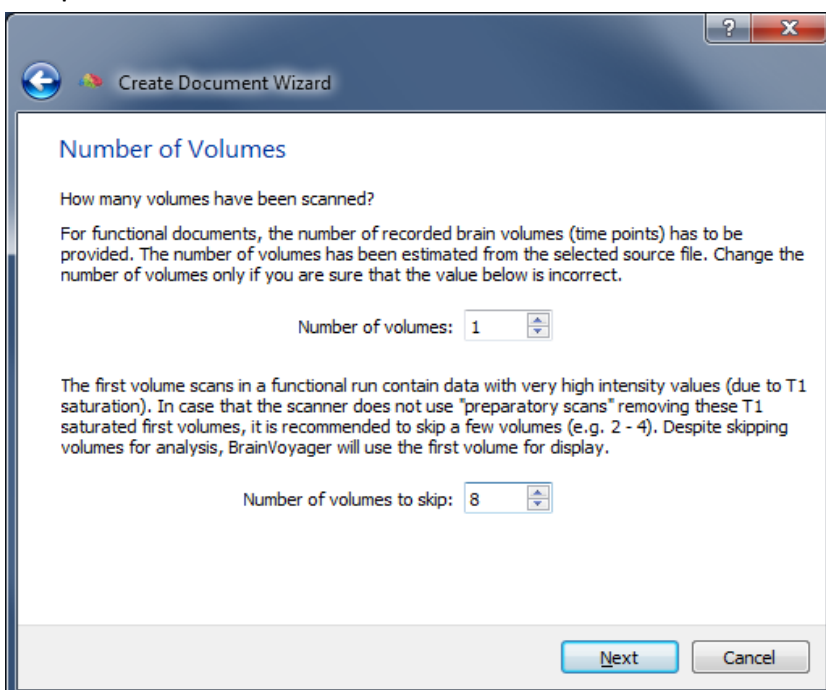 ? X
Create Document Wizard
Number of Volumes
How many volumes have been scanned?
For functional documents, the number of recorded brain volumes (time points) has to be
provided. The number of volumes has been estimated from the selected source file. Change the
number of volumes only if you are sure that the value below is incorrect.
Number of volumes: 1
The first volume scans in a functional run contain data with very high intensity values (due to T1
saturation). In case that the scanner does not use "preparatory scans" removing these T1
saturated first volumes, it is recommended to skip a few volumes (e.g. 2 - 4). Despite skipping
volumes for analysis, BrainVoyager will use the first volume for display.
Number of volumes to skip: 8
Next Cancel